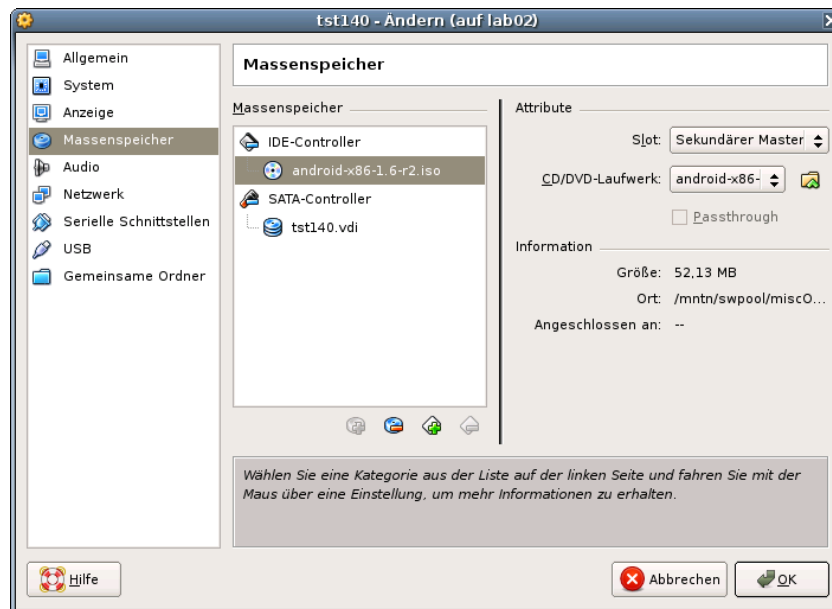 tst140 - Ändern (auf lab02)
Allgemein
System
Anzeige
Massenspeicher
Audio
Netzwerk
Serielle Schnittstellen
USB
Gemeinsame Ordner
Massenspeicher
Massenspeicher
IDE-Controller
android-x86-1.6-r2.iso
SATA-Controller
tst140.vdi
Attribute
Slot: Sekundärer Master
CD/DVD-Laufwerk: android-x86-
Passthrough
Information
Größe: 52,13 MB
Ort: /mntn/swpool/miscO...
Angeschlossen an: --
Wählen Sie eine Kategorie aus der Liste auf der linken Seite und fahren Sie mit der
Maus über eine Einstellung, um mehr Informationen zu erhalten.
Hilfe
Abbrechen
OK